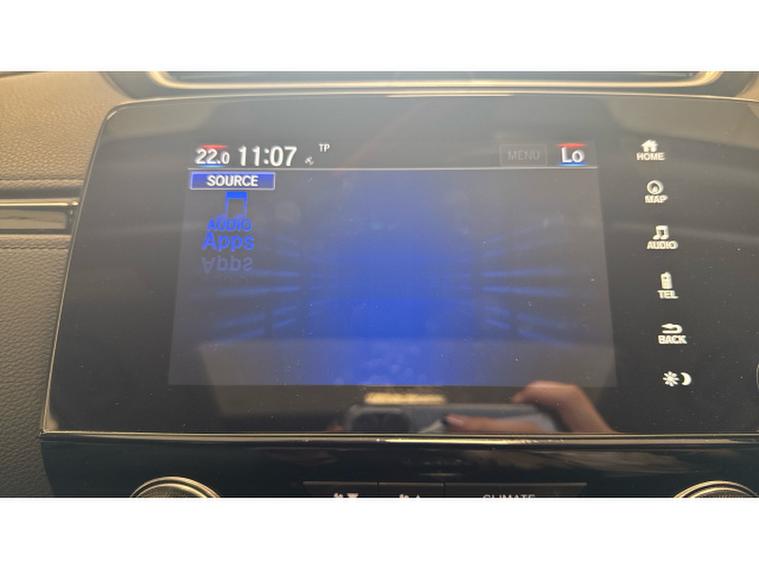 22.0 11:07 TP MENU Lo
SOURCE
AUDIO
Apps
HOME
MAP
AUDIO
TEL
BACK
CLIMATE